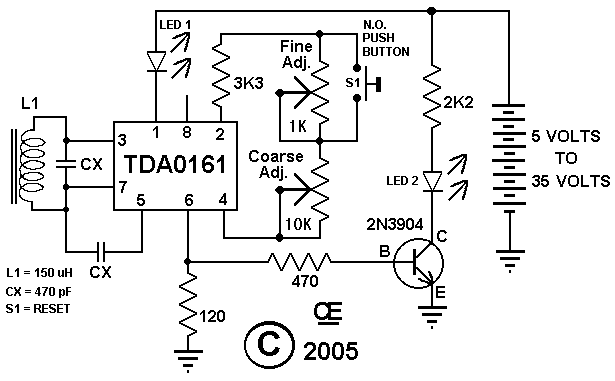 LED 1
N.O.
PUSH
BUTTON
Fine
Adj.
S1
3K3
1K
2K2
L1
1
8
2
3
TDA0161
CX
7
5
6
4
Coarse
Adj.
10K
LED 2
5 VOLTS
TO
35 VOLTS
2N3904
C
B
E
CX
470
L1 = 150 uH
CX = 470 pF
S1 = RESET
120
CE
© 2005